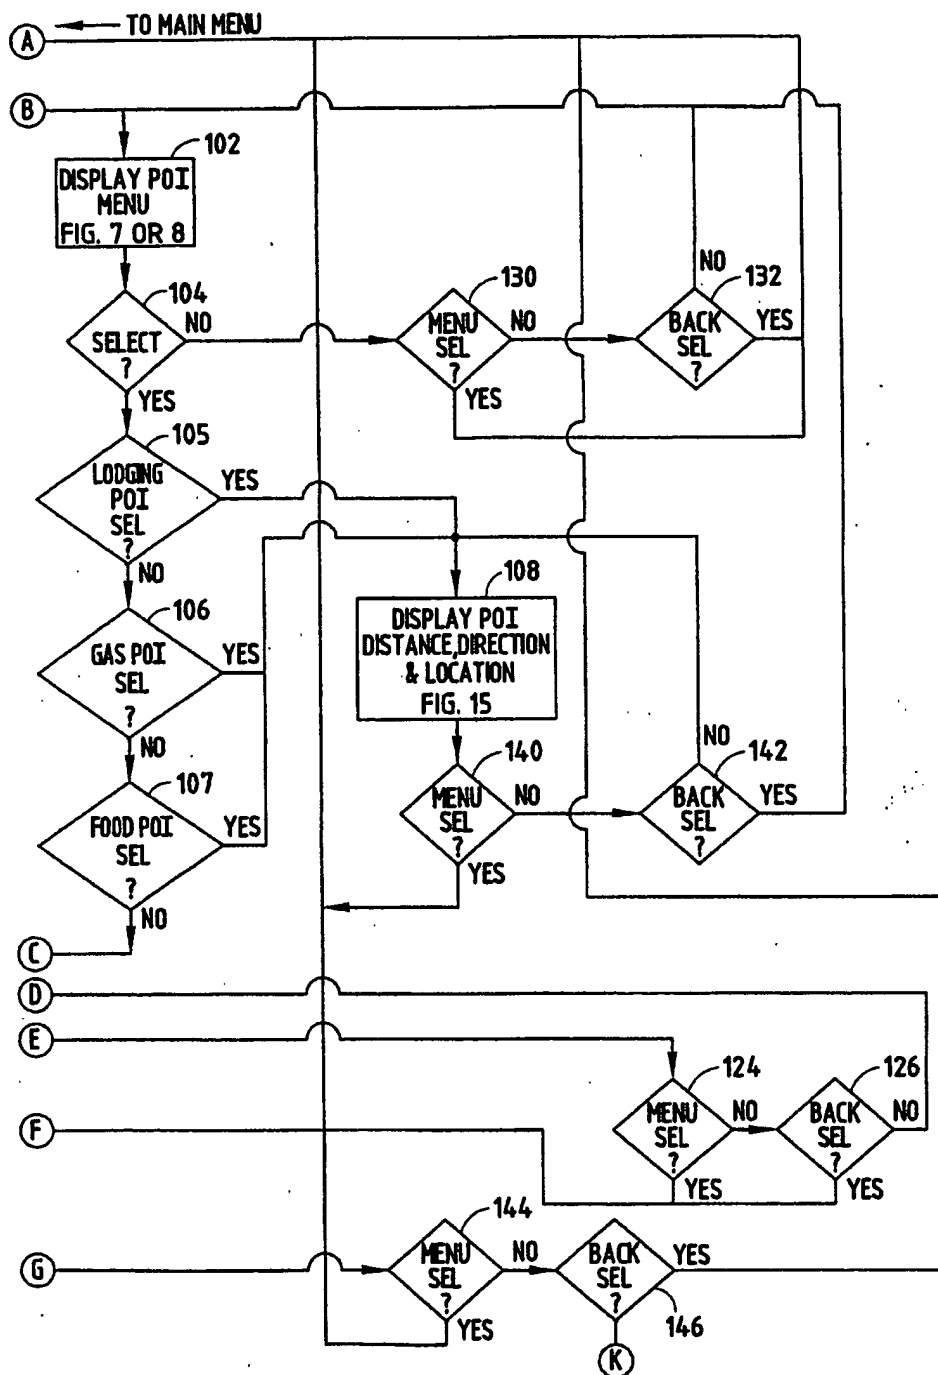 A
TO MAIN MENU
B
102
DISPLAY POI
MENU
FIG. 7 OR 8
104
SELECT
?
NO
YES
130
MENU
SEL
?
NO
YES
132
BACK
SEL
?
NO
YES
105
LODGING
POI
SEL
?
YES
NO
106
GAS POI
SEL
?
YES
NO
107
FOOD POI
SEL
?
YES
NO
108
DISPLAY POI
DISTANCE,DIRECTION
& LOCATION
FIG. 15
140
MENU
SEL
?
NO
YES
142
BACK
SEL
?
NO
YES
C
D
E
124
MENU
SEL
?
NO
YES
126
BACK
SEL
?
NO
YES
F
G
144
MENU
SEL
?
NO
YES
BACK
SEL
?
YES
146
K